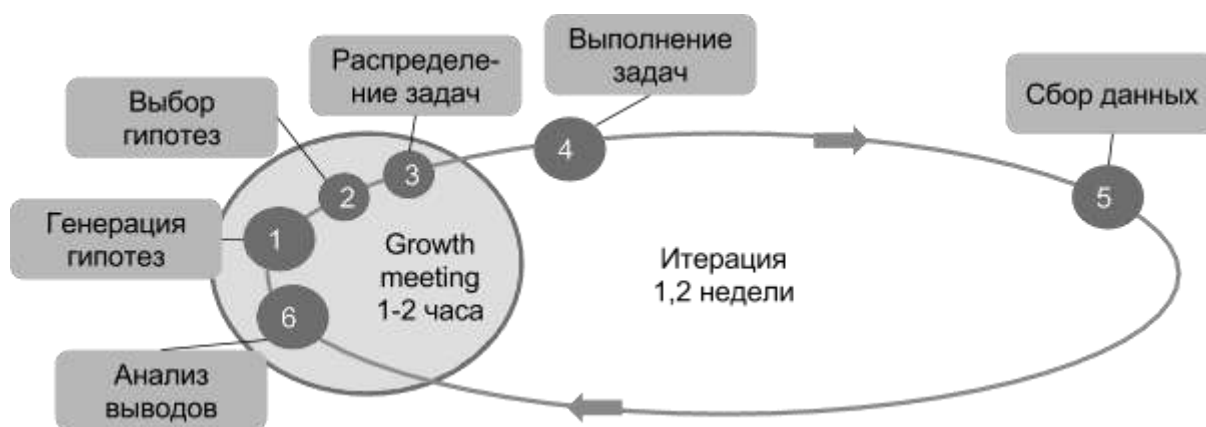 Выполнение
задач
4
Распределе-
ние задач
3
Выбор
гипотез
2
Сбор данных
5
Генерация
гипотез
1
Growth
meeting
1-2 часа
Итерация
1,2 недели
6
Анализ
выводов